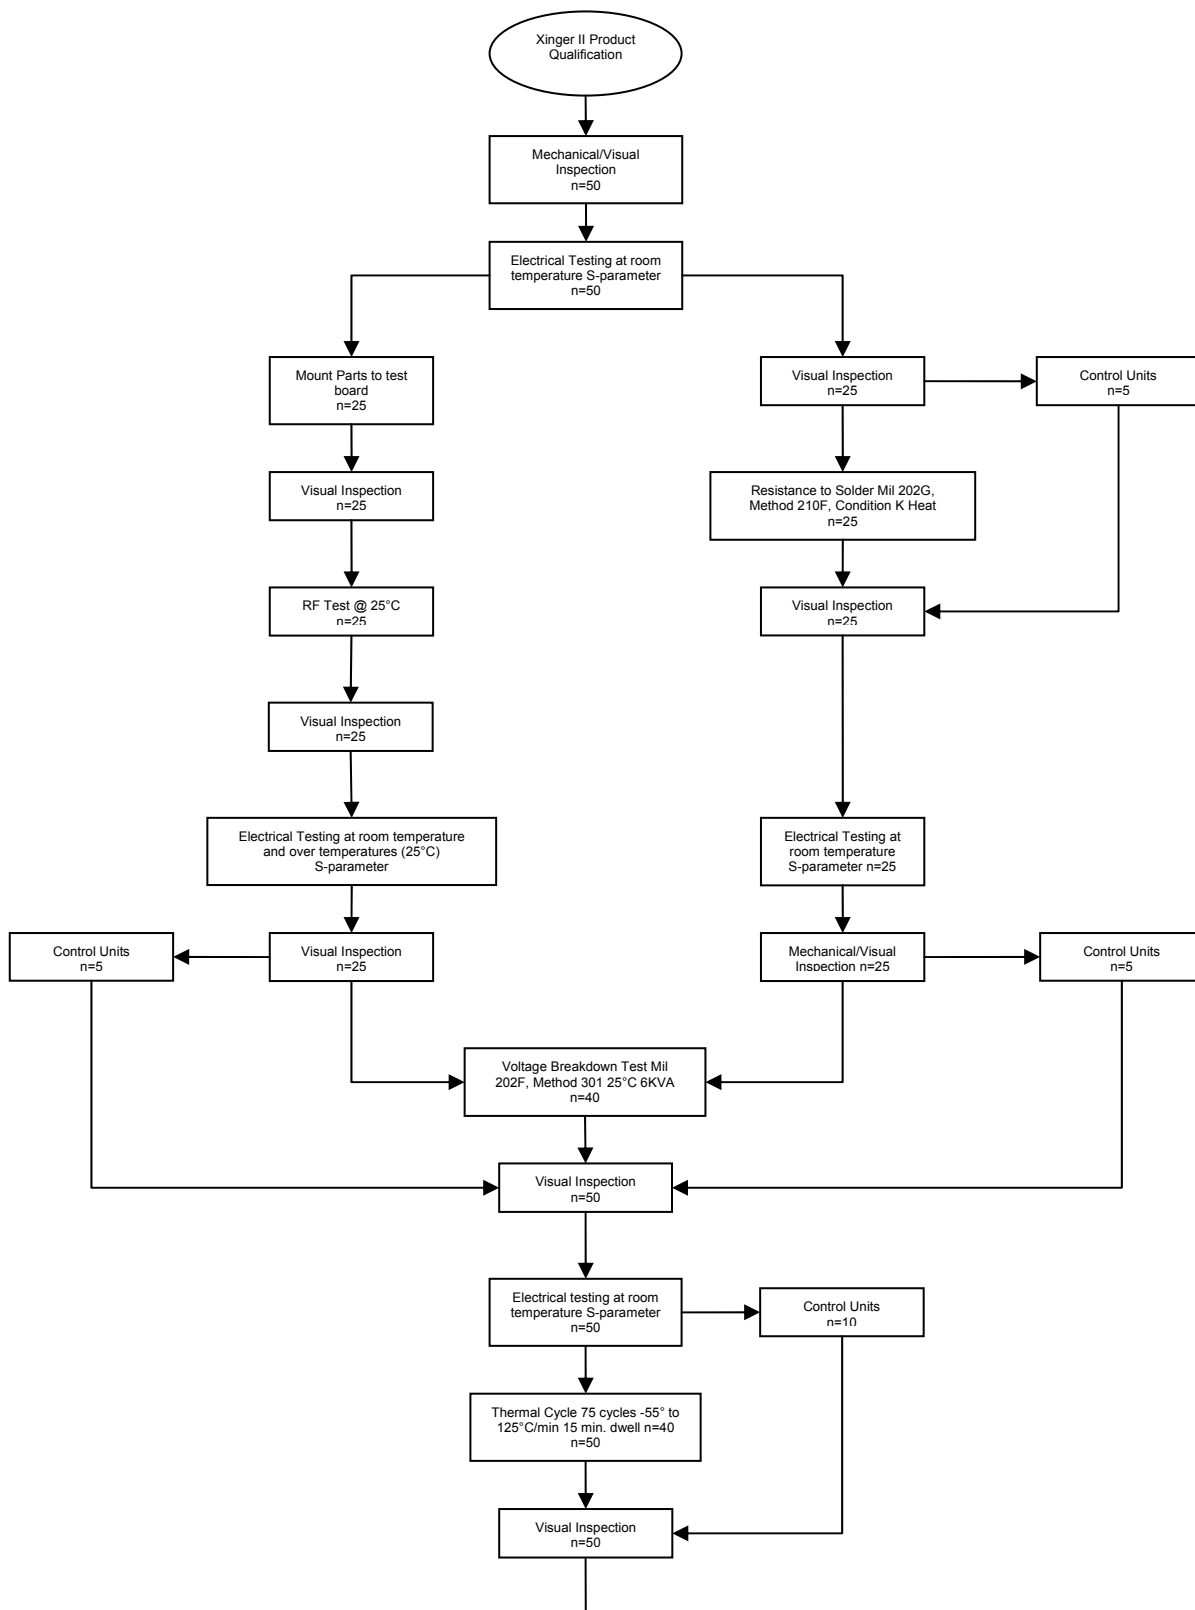 Xinger II Product
Qualification
Mechanical/Visual
Inspection
n=50
Electrical Testing at room
temperature S-parameter
n=50
Mount Parts to test
board
n=25
Visual Inspection
n=25
Control Units
n=5
Visual Inspection
n=25
Resistance to Solder Mil 202G,
Method 210F, Condition K Heat
n=25
RF Test @ 25°C
n=25
Visual Inspection
n=25
Visual Inspection
n=25
Electrical Testing at room temperature
and over temperatures (25°C)
S-parameter
Electrical Testing at
room temperature
S-parameter n=25
Control Units
n=5
Visual Inspection
n=25
Mechanical/Visual
Inspection n=25
Control Units
n=5
Voltage Breakdown Test Mil
202F, Method 301 25°C 6KVA
n=40
Visual Inspection
n=50
Electrical testing at room
temperature S-parameter
n=50
Control Units
n=10
Thermal Cycle 75 cycles -55° to
125°C/min 15 min. dwell n=40
n=50
Visual Inspection
n=50